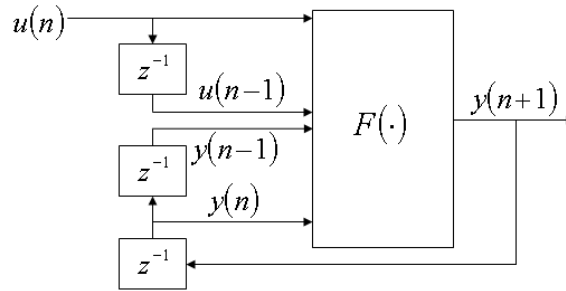 u(n)
z⁻¹
u(n−1)
F(·)
y(n+1)
y(n−1)
z⁻¹
y(n)
z⁻¹